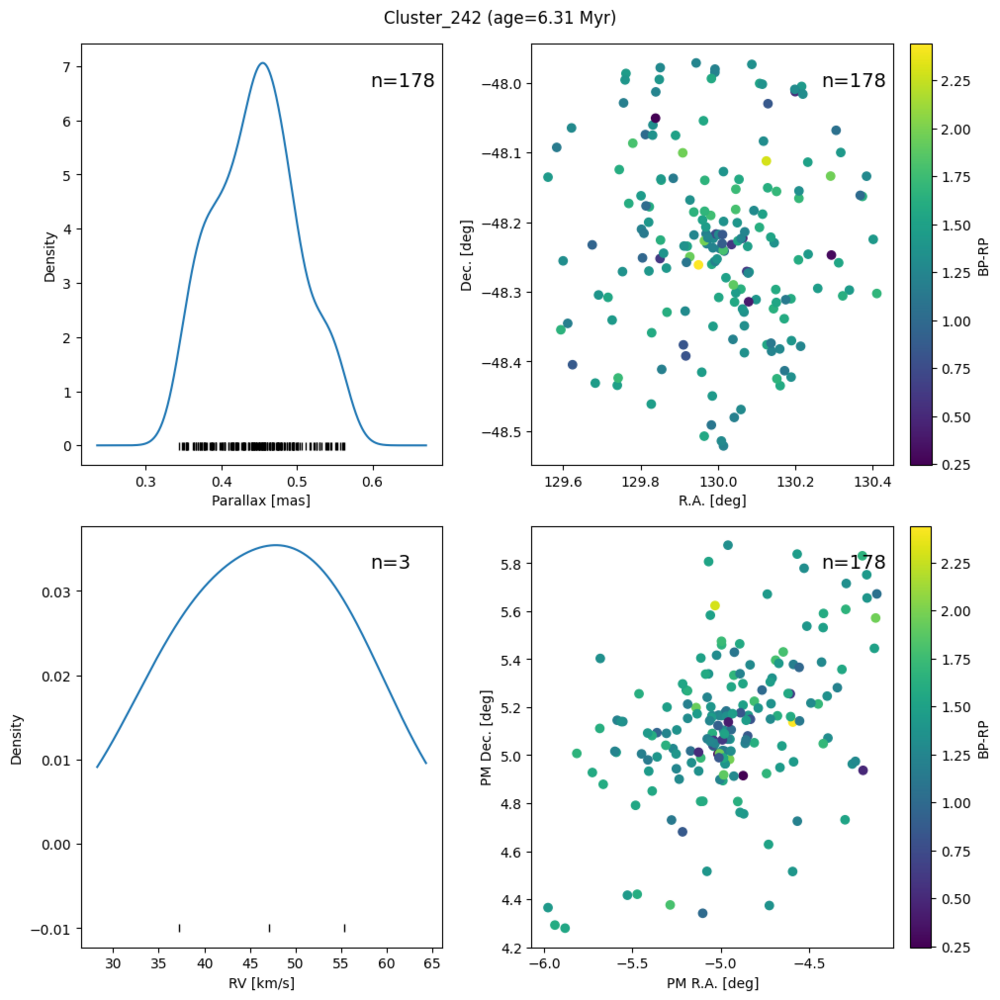 Cluster_242 (age=6.31 Myr)
n=178
7
6
5
4
3
2
1
0
Density
0.3 0.4 0.5 0.6
Parallax [mas]
n=178
−48.0
−48.1
−48.2
−48.3
−48.4
−48.5
Dec. [deg]
129.6 129.8 130.0 130.2 130.4
R.A. [deg]
2.25
2.00
1.75
1.50
1.25
1.00
0.75
0.50
0.25
BP-RP
n=3
0.03
0.02
0.01
0.00
−0.01
Density
30 35 40 45 50 55 60 65
RV [km/s]
n=178
5.8
5.6
5.4
5.2
5.0
4.8
4.6
4.4
4.2
PM Dec. [deg]
−6.0 −5.5 −5.0 −4.5
PM R.A. [deg]
2.25
2.00
1.75
1.50
1.25
1.00
0.75
0.50
0.25
BP-RP